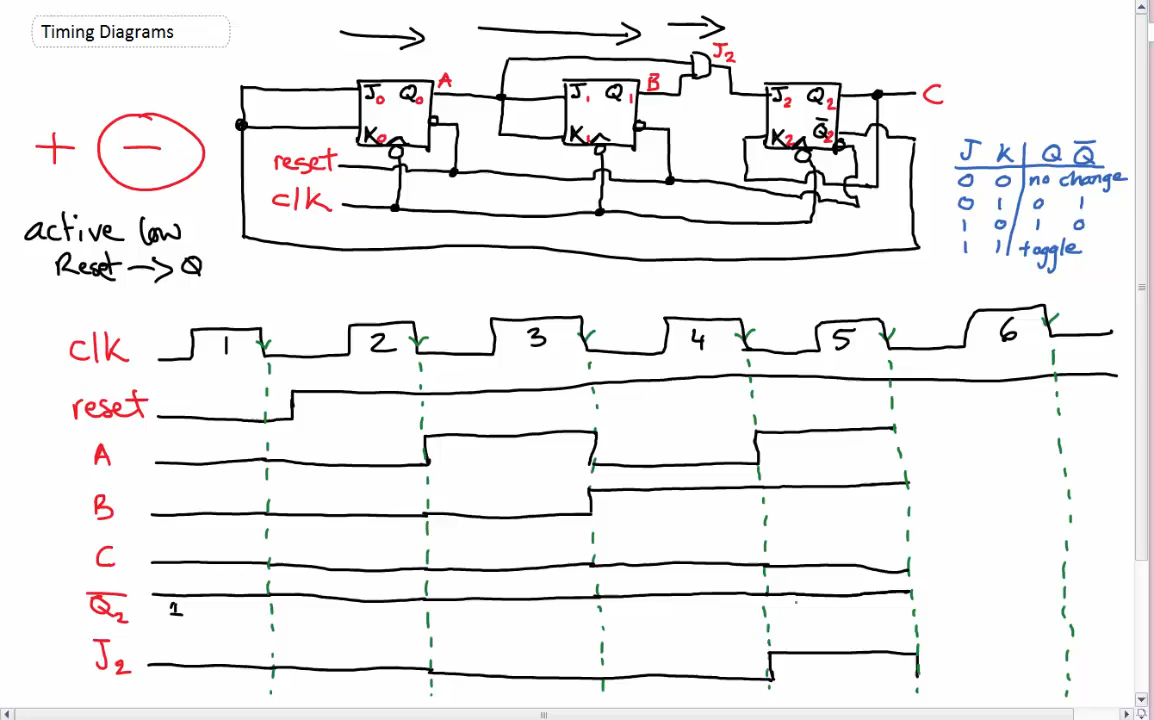 Timing Diagrams
+ −
active low
Reset → Q
J0 Q0 A
K0
J1 Q1 B
K1
J2
J2 Q2 C
K2 Q̅2
reset
clk
J K Q Q̅
0 0 no change
0 1 0 1
1 0 1 0
1 1 toggle
clk 1 2 3 4 5 6
reset
A
B
C
Q̅2 1
J2